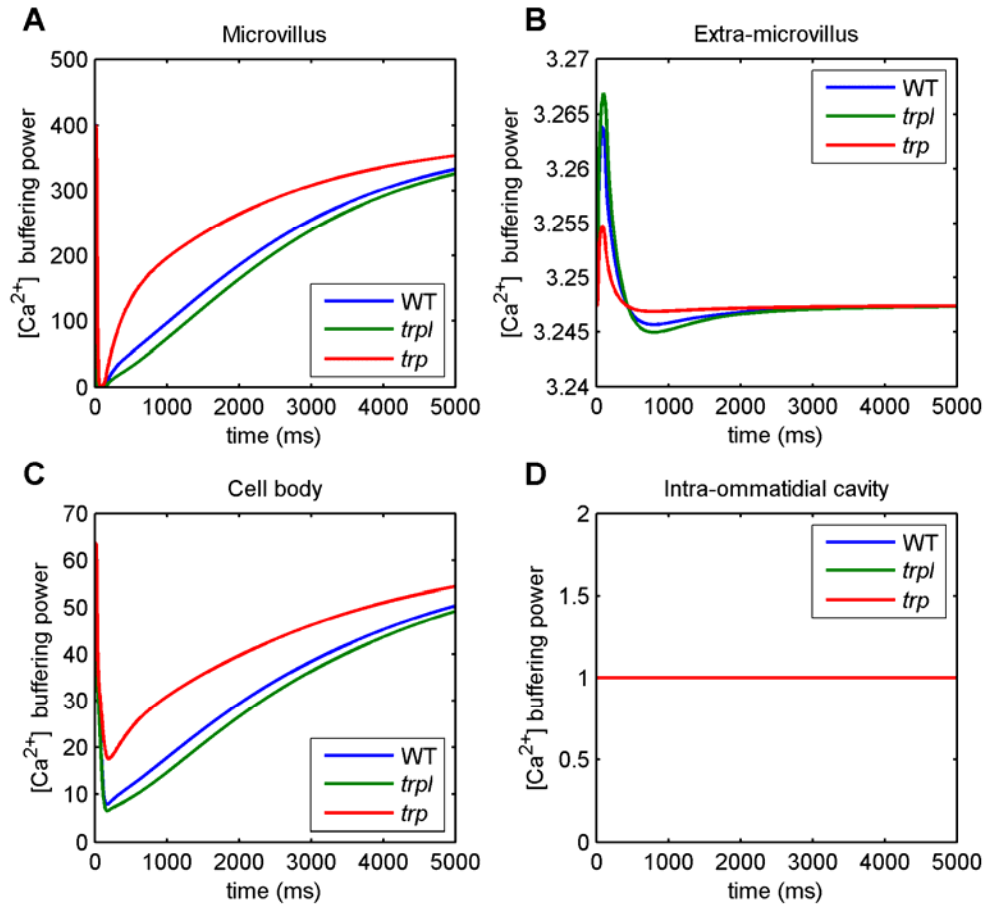 A
Microvillus
[Ca2+] buffering power
500
400
300
200
100
0
0 1000 2000 3000 4000 5000
time (ms)
WT
trpl
trp
B
Extra-microvillus
[Ca2+] buffering power
3.27
3.265
3.26
3.255
3.25
3.245
3.24
0 1000 2000 3000 4000 5000
time (ms)
WT
trpl
trp
C
Cell body
[Ca2+] buffering power
70
60
50
40
30
20
10
0
0 1000 2000 3000 4000 5000
time (ms)
WT
trpl
trp
D
Intra-ommatidial cavity
[Ca2+] buffering power
2
1.5
1
0.5
0
0 1000 2000 3000 4000 5000
time (ms)
WT
trpl
trp